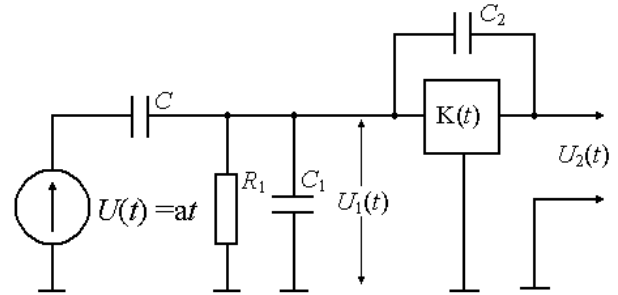 C₂
C
K(t)
U₂(t)
R₁
C₁
U₁(t)
U(t) =at